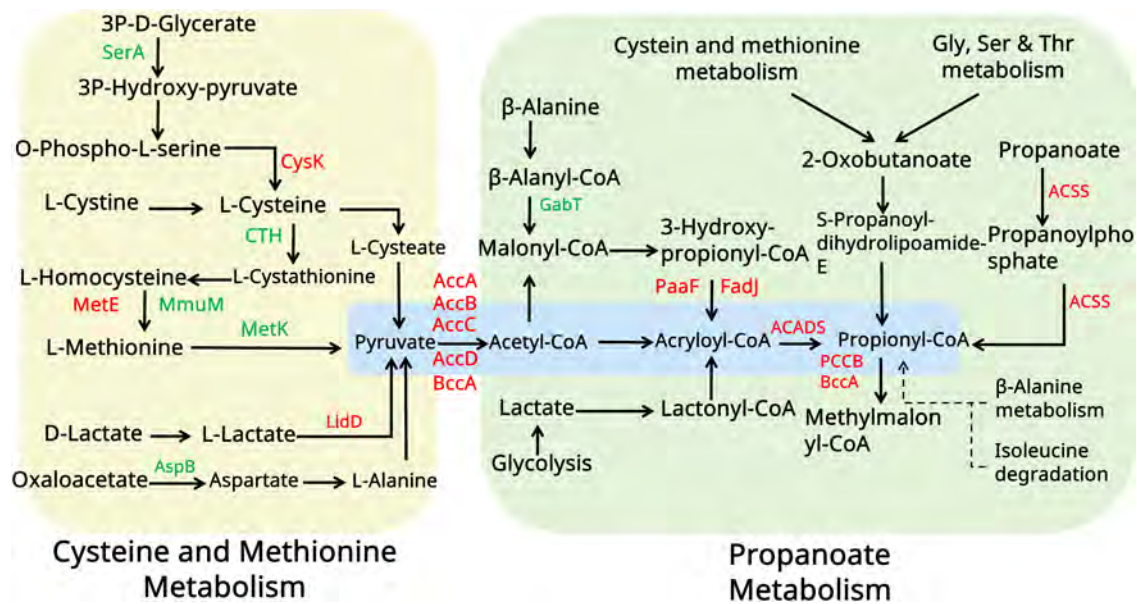 3P-D-Glycerate
SerA
3P-Hydroxy-pyruvate
O-Phospho-L-serine
CysK
L-Cystine
L-Cysteine
CTH
L-Cysteate
L-Homocysteine
L-Cystathionine
MetE
MmuM
L-Methionine
MetK
Pyruvate
D-Lactate
L-Lactate
LidD
Oxaloacetate
AspB
Aspartate
L-Alanine
Cysteine and Methionine
Metabolism
AccA
AccB
AccC
AccD
BccA
Cystein and methionine
metabolism
Gly, Ser & Thr
metabolism
β-Alanine
β-Alanyl-CoA
GabT
Malonyl-CoA
3-Hydroxy-
propionyl-CoA
PaaF
FadJ
2-Oxobutanoate
S-Propanoyl-
dihydrolipoamide-
E
Propanoate
ACSS
Propanoylpho
sphate
ACSS
Acetyl-CoA
Acryloyl-CoA
ACADS
Propionyl-CoA
PCCB
BccA
Methylmalon
yl-CoA
Lactate
Lactonyl-CoA
Glycolysis
β-Alanine
metabolism
Isoleucine
degradation
Propanoate
Metabolism